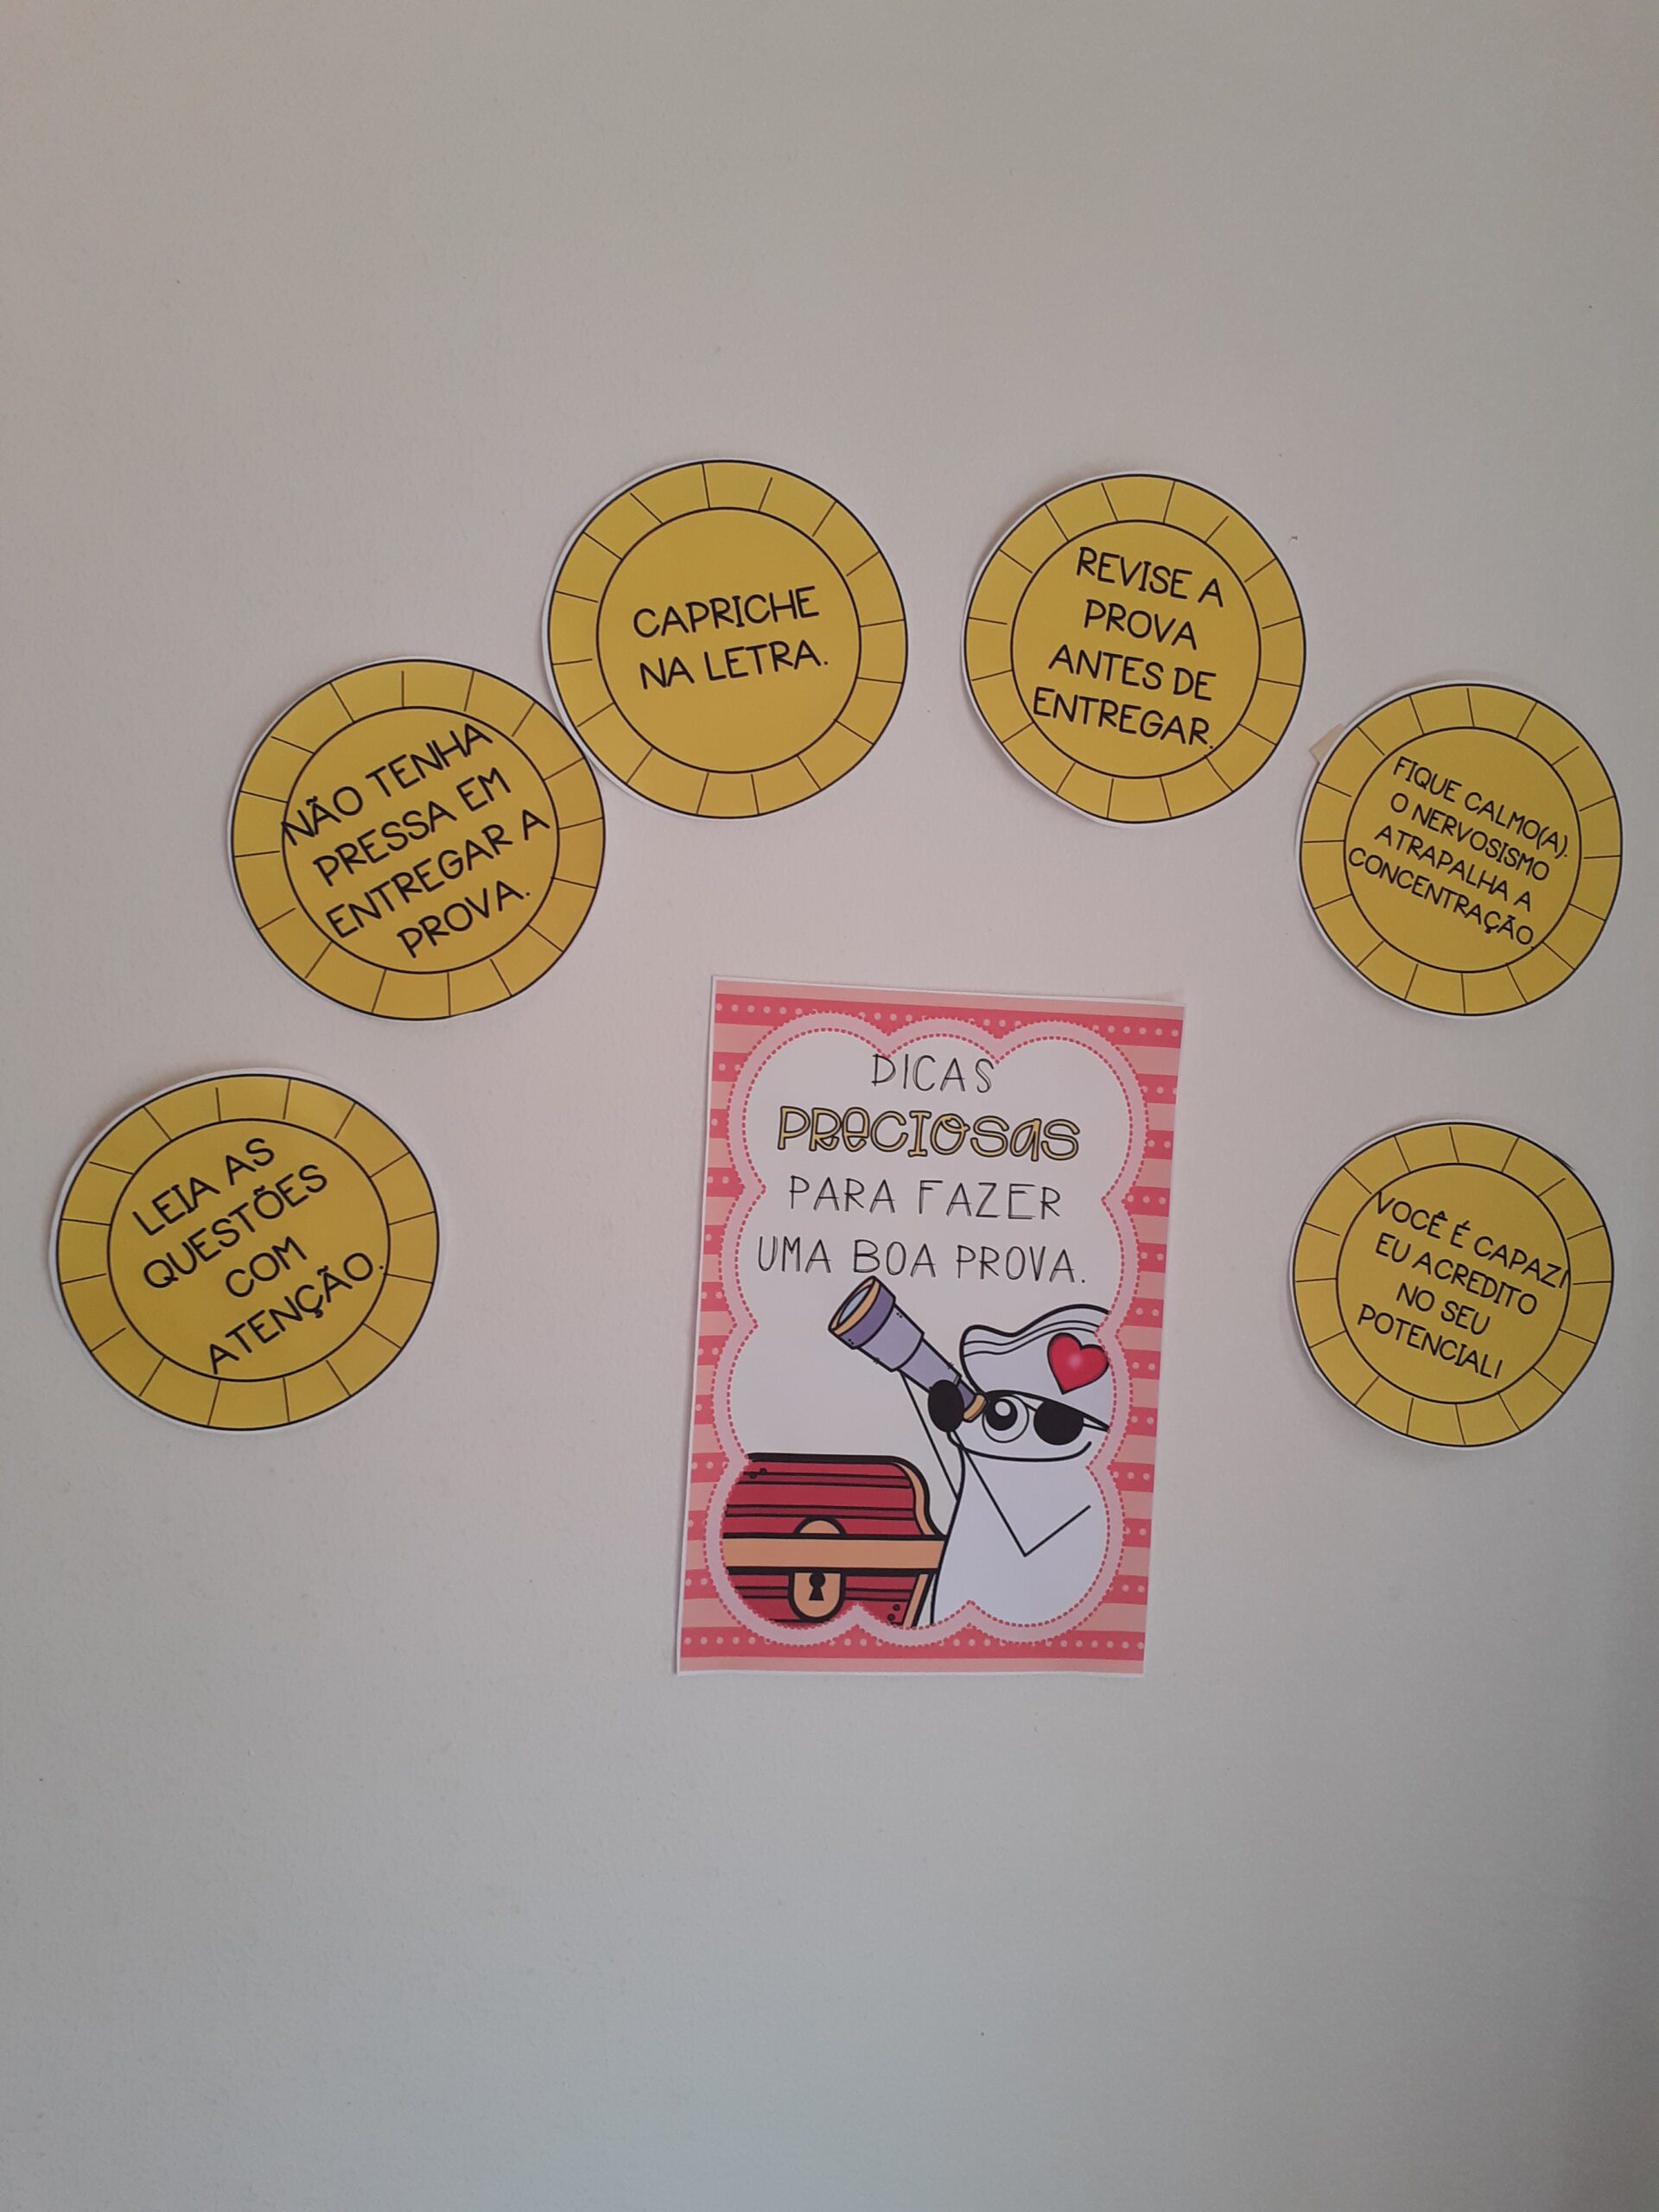 CAPRICHE
NA LETRA.
REVISE A
PROVA
ANTES DE
ENTREGAR.
NÃO TENHA
PRESSA EM
ENTREGAR A
PROVA.
FIQUE CALMO(A).
O NERVOSISMO
ATRAPALHA A
CONCENTRAÇÃO.
LEIA AS
QUESTÕES
COM
ATENÇÃO.
DICAS
PRECIOSAS
PARA FAZER
UMA BOA PROVA.
VOCÊ É CAPAZ!
EU ACREDITO
NO SEU
POTENCIAL!